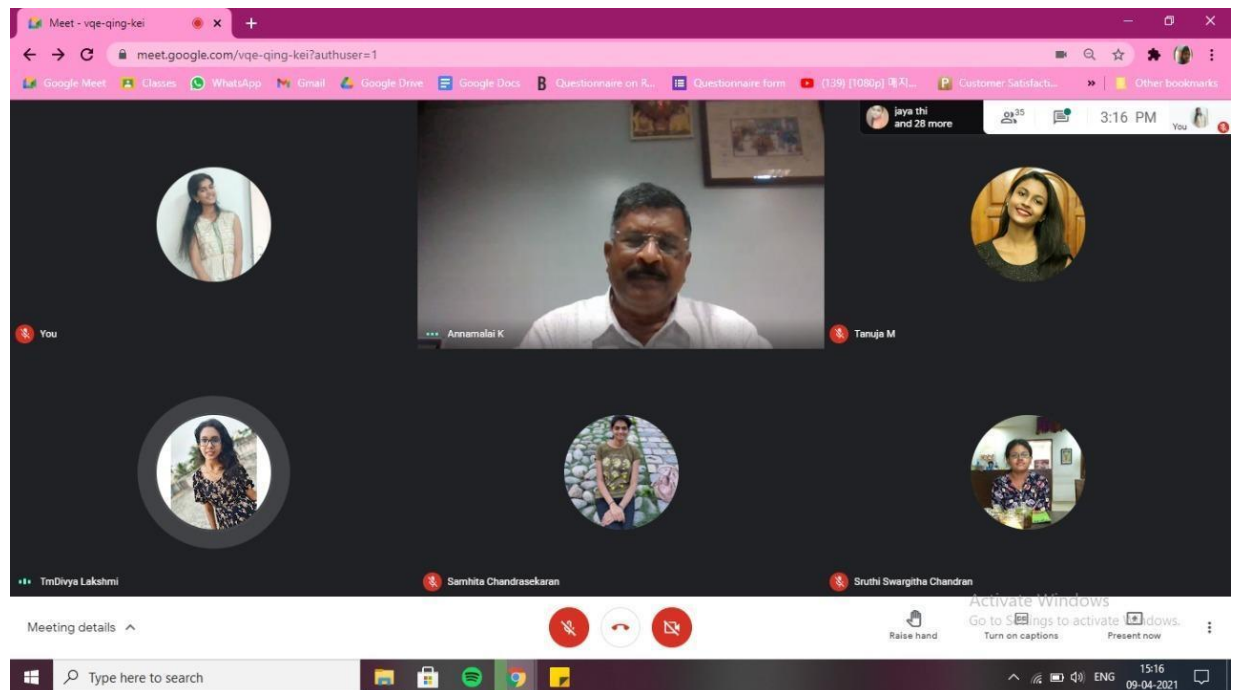 Meet - vqe-qing-kei
meet.google.com/vqe-qing-kei?authuser=1
Google Meet Classes WhatsApp Gmail Google Drive Google Docs Questionnaire on R... Questionnaire form (139) [1080p] Customer Satisfacti... Other bookmarks
jaya thi
and 28 more
35
3:16 PM
You
You
Annamalai K
Tanuja M
TmDivya Lakshmi
Samhita Chandrasekaran
Sruthi Swargitha Chandran
Activate Windows
Go to Settings to activate Windows.
Meeting details
Raise hand
Turn on captions
Present now
Type here to search
ENG
15:16
09-04-2021